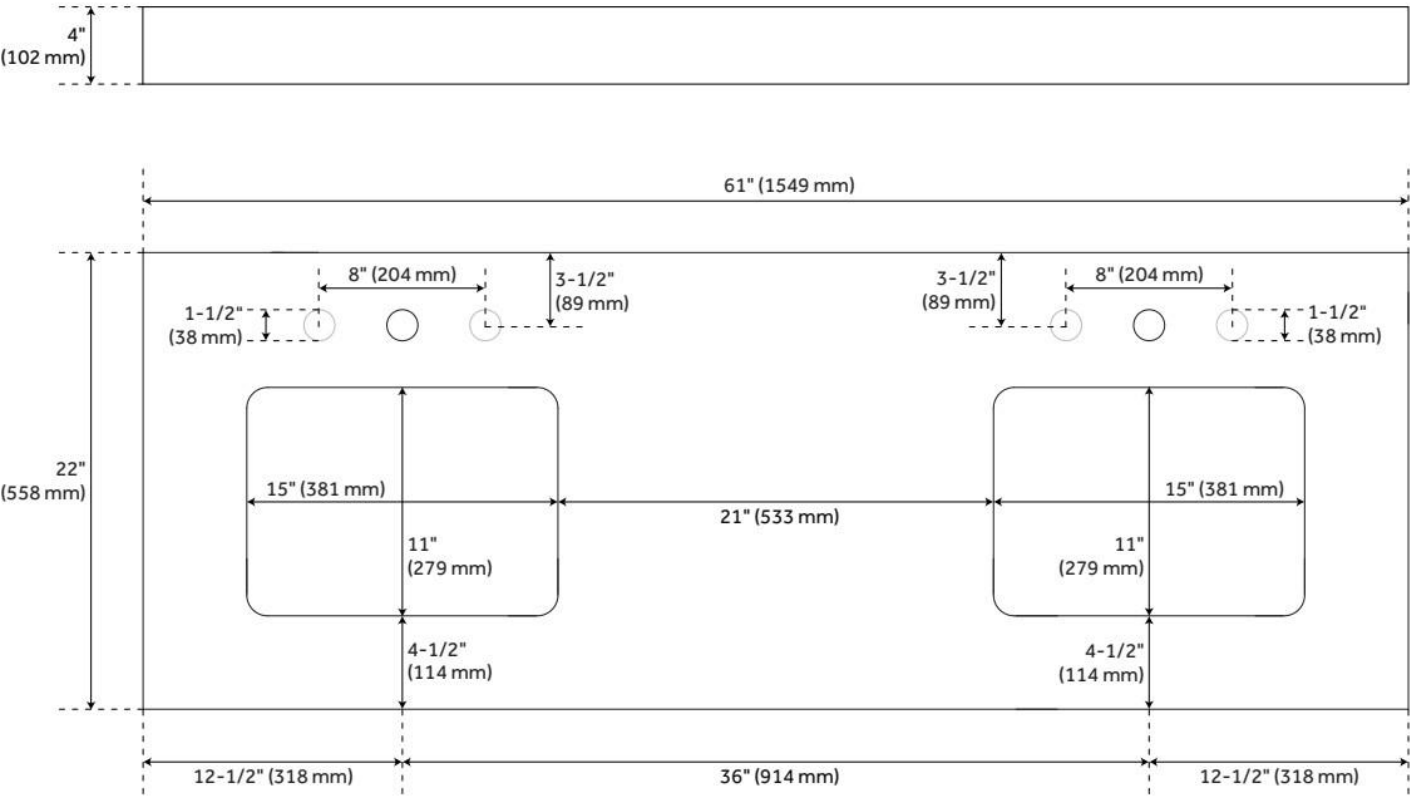 4"
(102 mm)
61" (1549 mm)
8" (204 mm)
3-1/2"
(89 mm)
3-1/2"
(89 mm)
8" (204 mm)
1-1/2"
(38 mm)
1-1/2"
(38 mm)
22"
(558 mm)
15" (381 mm)
15" (381 mm)
21" (533 mm)
11"
(279 mm)
11"
(279 mm)
4-1/2"
(114 mm)
4-1/2"
(114 mm)
12-1/2" (318 mm)
36" (914 mm)
12-1/2" (318 mm)